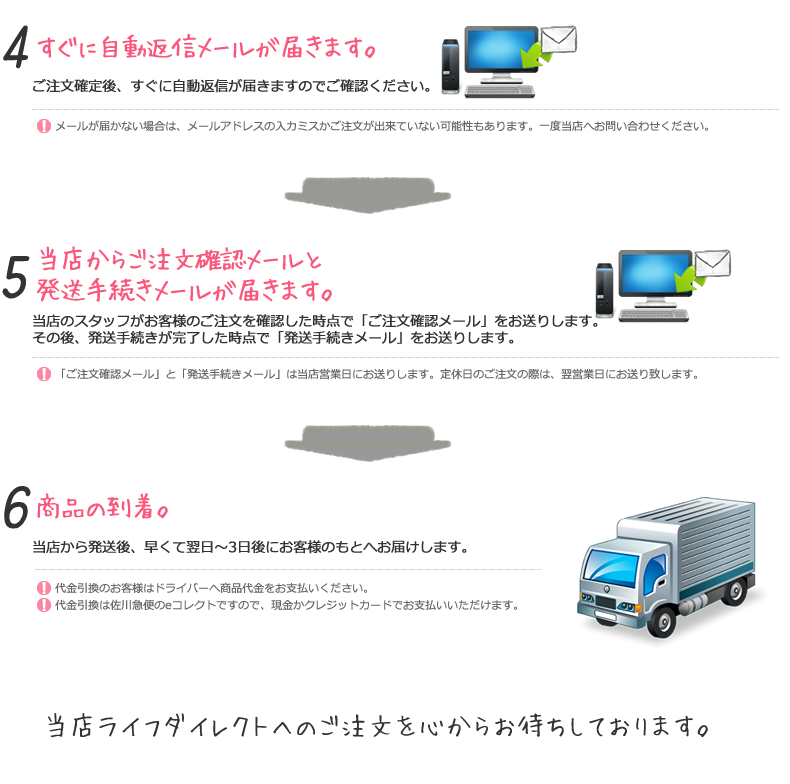 4 すぐに自動返信メールが届きます。
ご注文確定後、すぐに自動返信が届きますのでご確認ください。
! メールが届かない場合は、メールアドレスの入力ミスかご注文が出来ていない可能性もあります。一度当店へお問い合わせください。
5 当店からご注文確認メールと
発送手続きメールが届きます。
当店のスタッフがお客様のご注文を確認した時点で「ご注文確認メール」をお送りします。
その後、発送手続きが完了した時点で「発送手続きメール」をお送りします。
! 「ご注文確認メール」と「発送手続きメール」は当店営業日にお送りします。定休日のご注文の際は、翌営業日にお送り致します。
6 商品の到着。
当店から発送後、早くて翌日〜3日後にお客様のもとへお届けします。
! 代金引換のお客様はドライバーへ商品代金をお支払いください。
! 代金引換は佐川急便のeコレクトですので、現金かクレジットカードでお支払いいただけます。
当店ライフダイレクトへのご注文を心からお待ちしております。